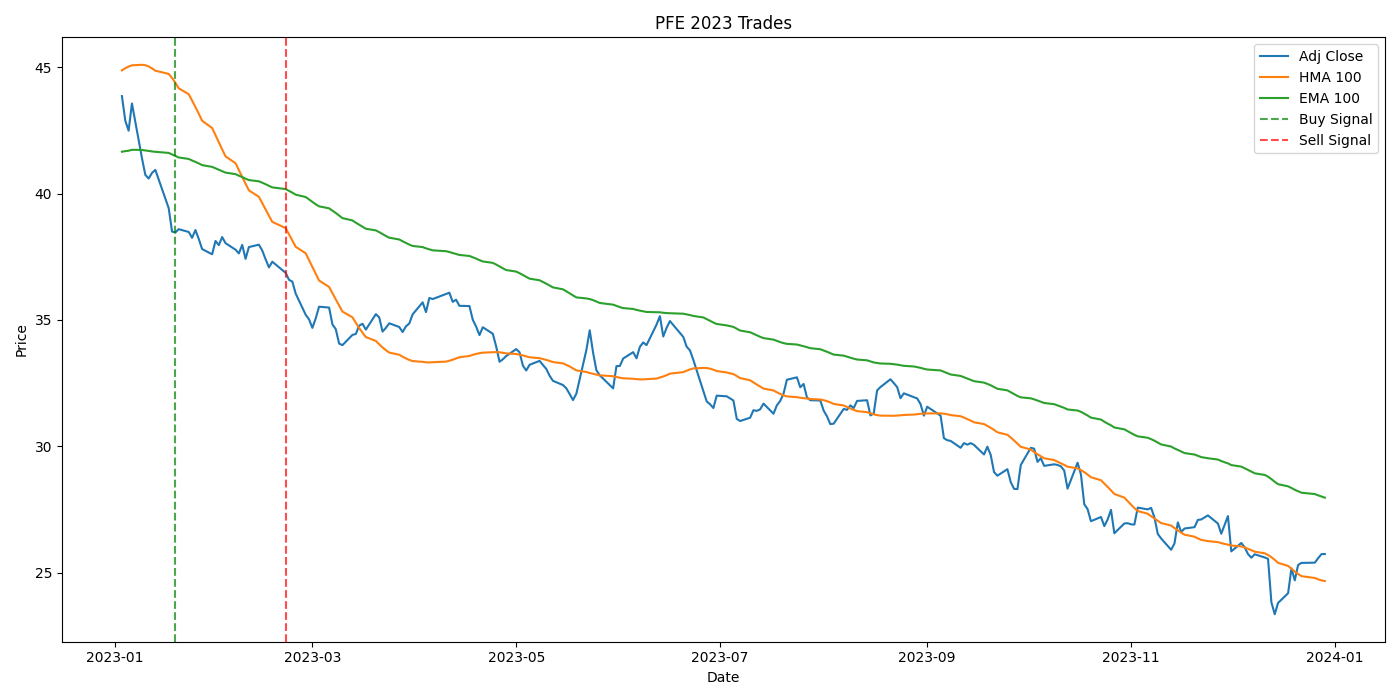 PFE 2023 Trades
Adj Close
HMA 100
EMA 100
Buy Signal
Sell Signal
45
40
35
30
25
Price
2023-01
2023-03
2023-05
2023-07
2023-09
2023-11
2024-01
Date